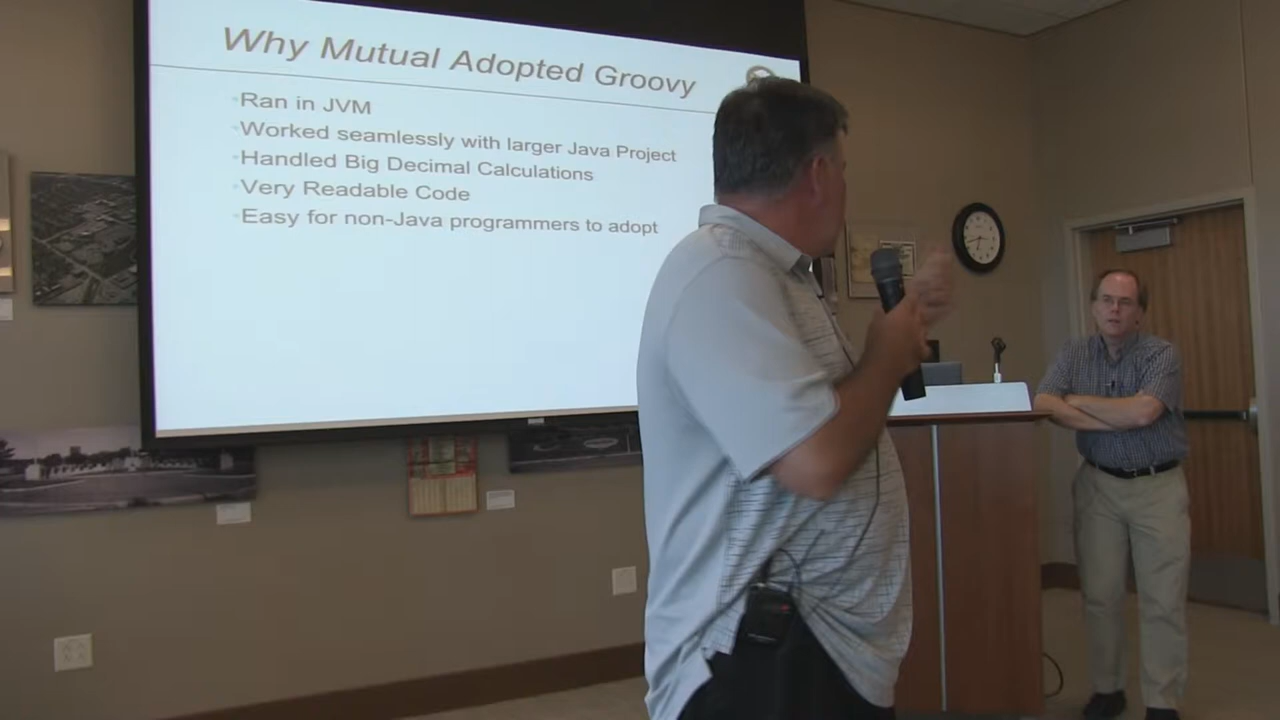 Why Mutual Adopted Groovy
Ran in JVM
Worked seamlessly with larger Java Project
Handled Big Decimal Calculations
Very Readable Code
Easy for non-Java programmers to adopt